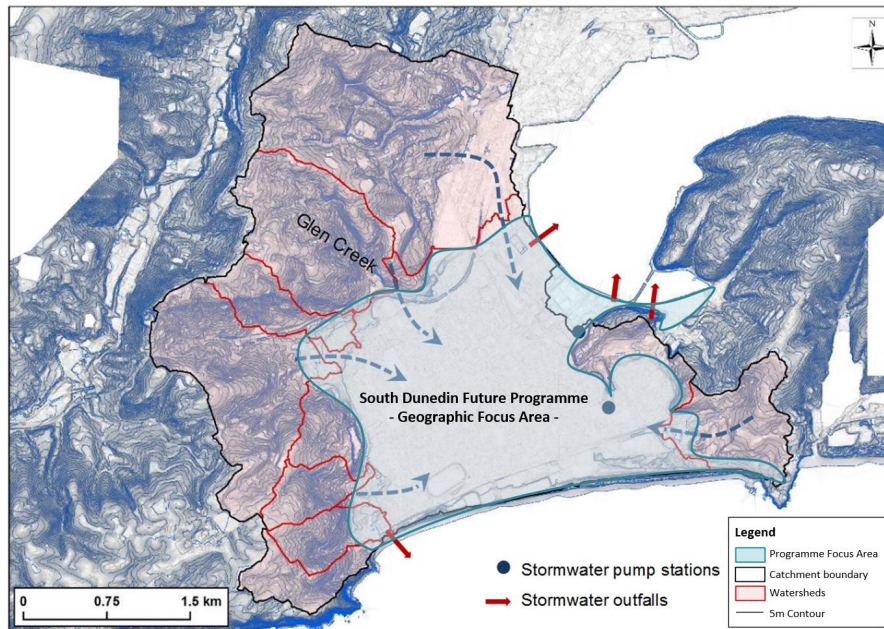 N
Glen Creek
South Dunedin Future Programme
- Geographic Focus Area -
Stormwater pump stations
Stormwater outfalls
0 0.75 1.5 km
Legend
Programme Focus Area
Catchment boundary
Watersheds
5m Contour